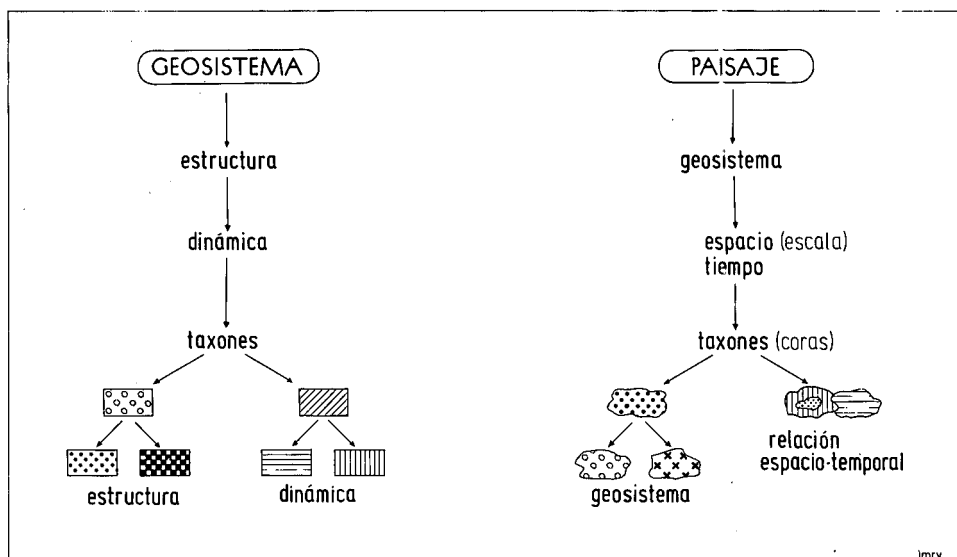 GEOSISTEMA
estructura
dinámica
taxones
estructura
dinámica
PAISAJE
geosistema
espacio (escala)
tiempo
taxones (coras)
geosistema
relación
espacio-temporal